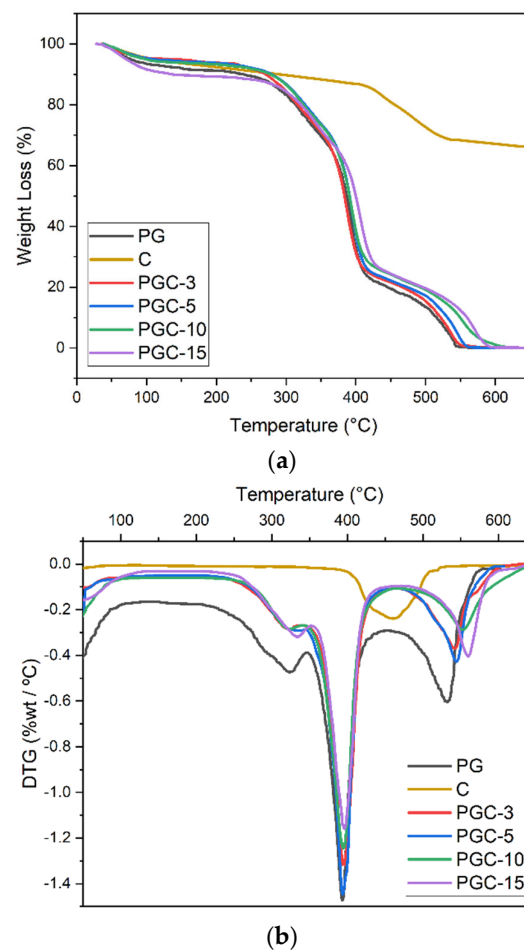 100
80
60
40
20
0
Weight Loss (%)
PG
C
PGC-3
PGC-5
PGC-10
PGC-15
0 100 200 300 400 500 600
Temperature (°C)
(a)
Temperature (°C)
100 200 300 400 500 600
0.0
-0.2
-0.4
-0.6
-0.8
-1.0
-1.2
-1.4
DTG (%wt / ºC)
PG
C
PGC-3
PGC-5
PGC-10
PGC-15
(b)